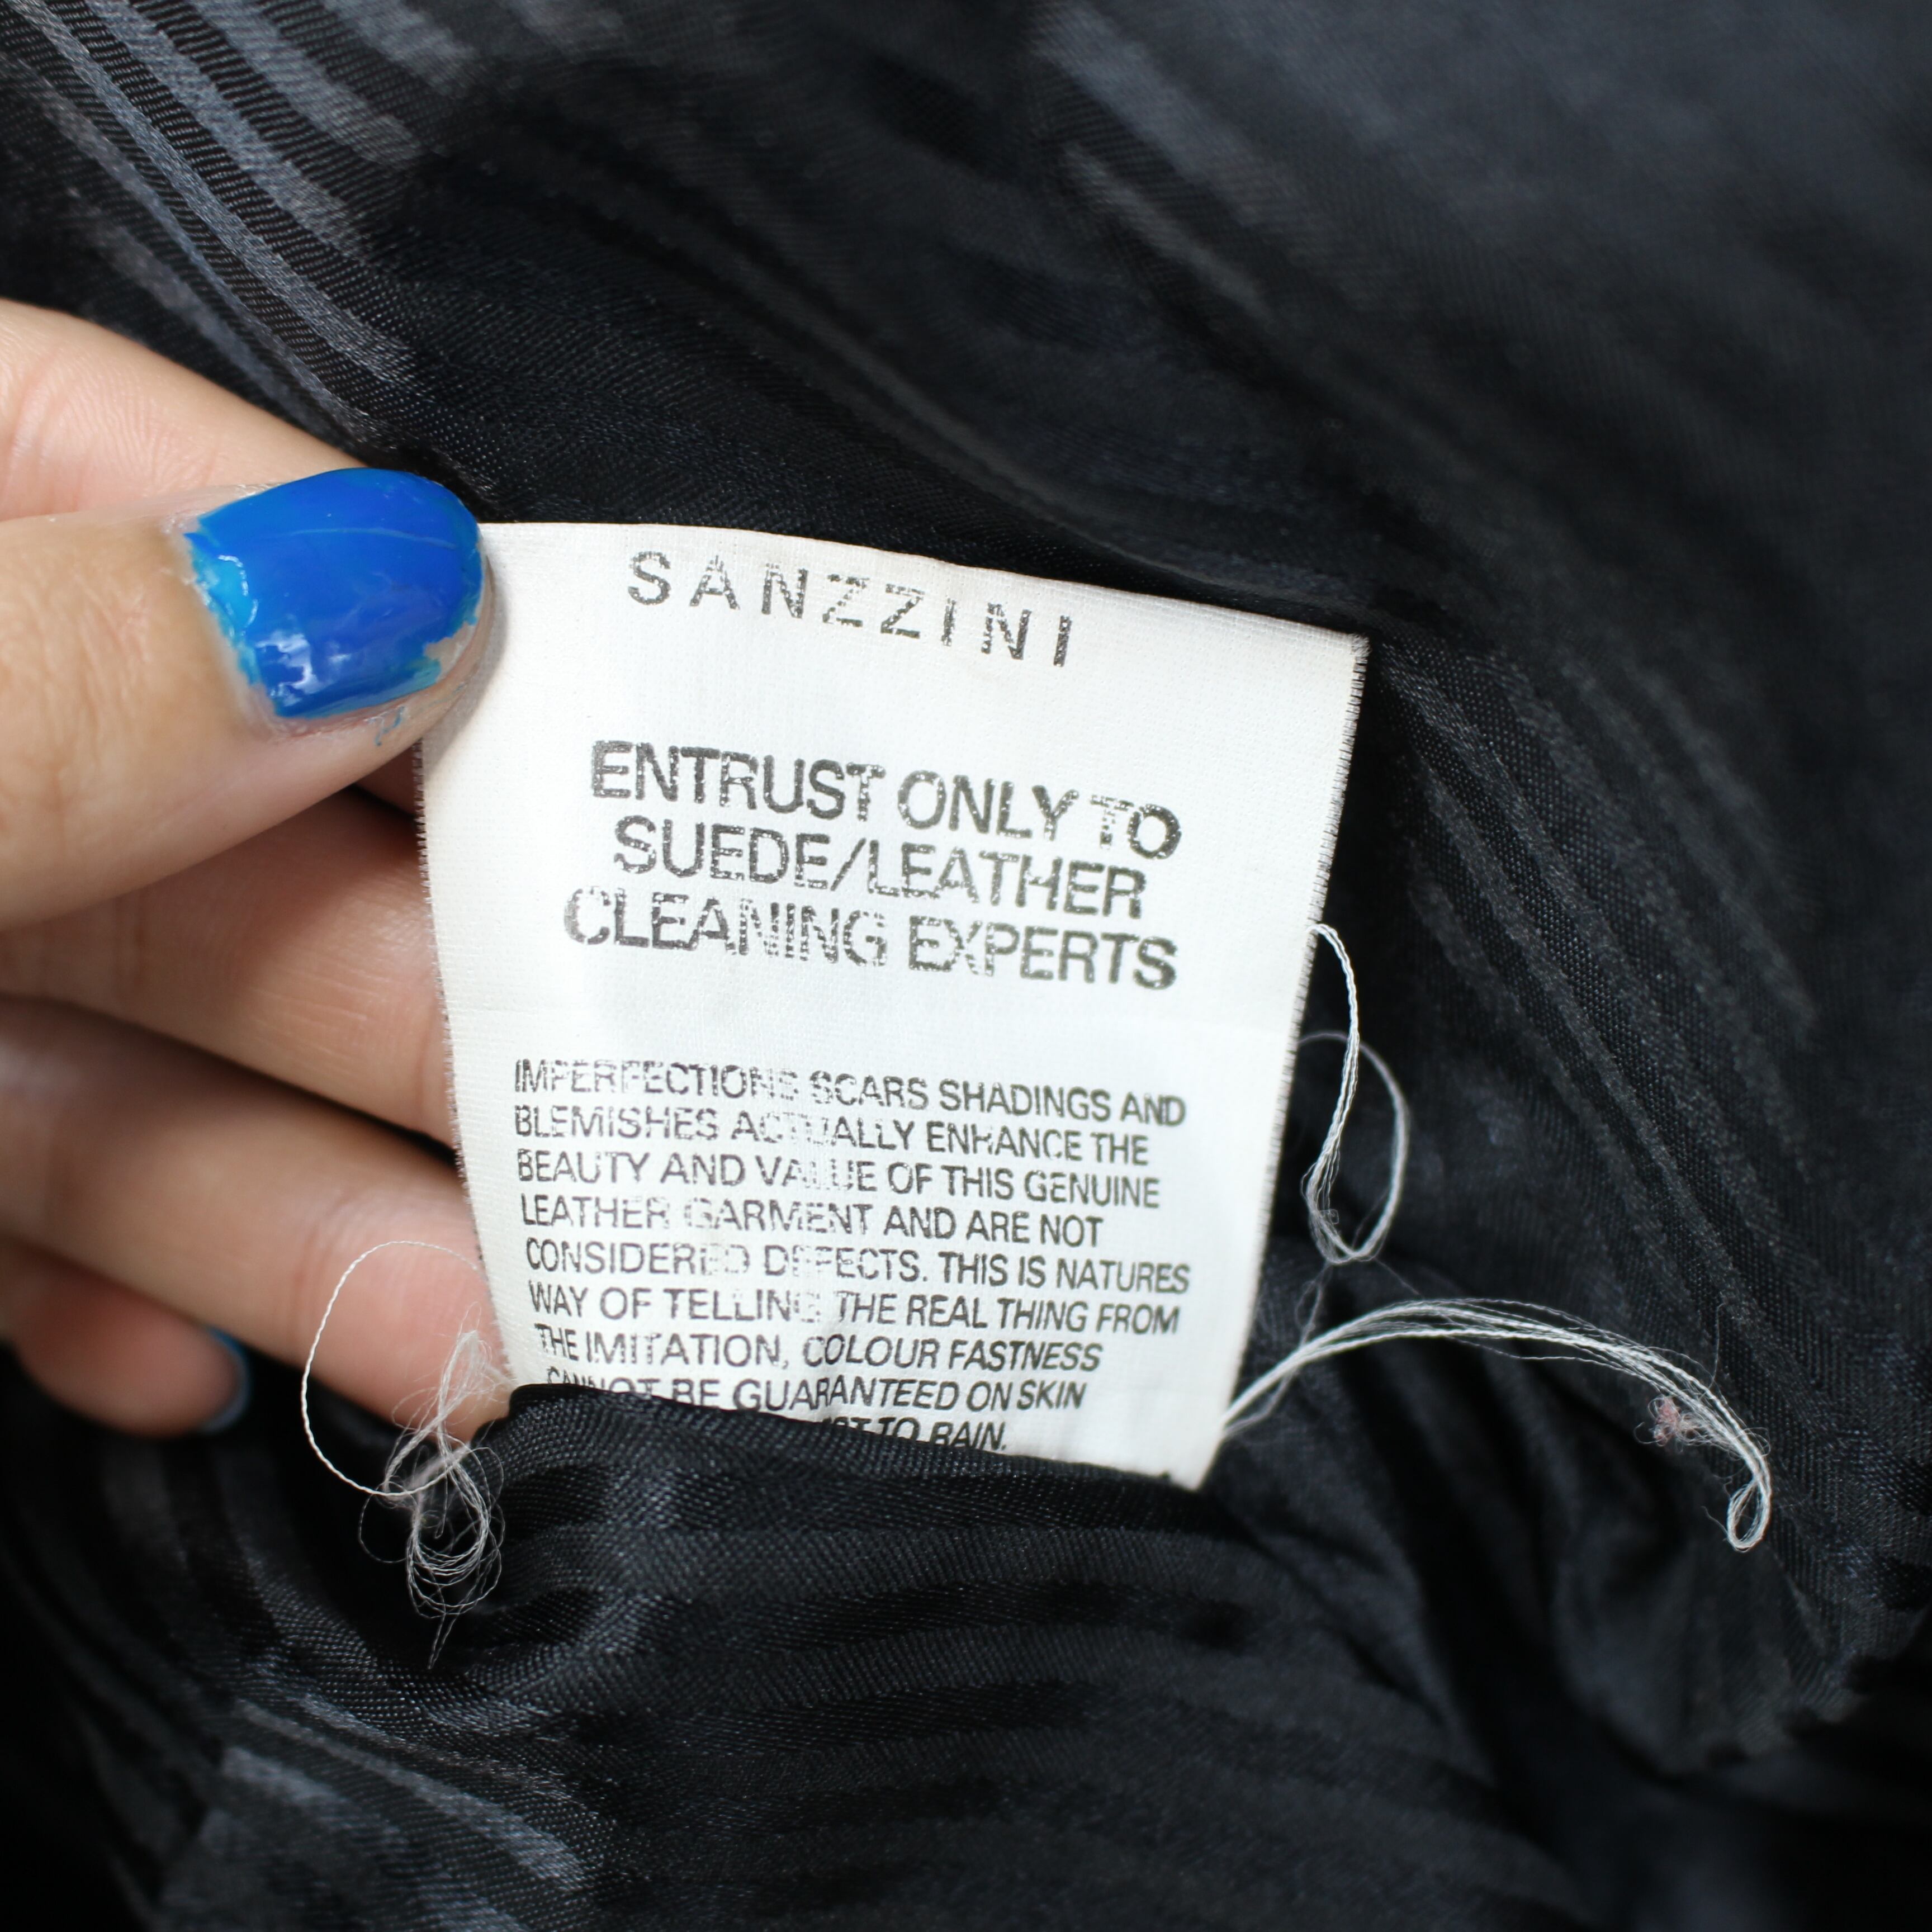 SANZZINI
ENTRUST ONLY TO
SUEDE/LEATHER
CLEANING EXPERTS
IMPERFECTIONS SCARS SHADINGS AND
BLEMISHES ACTUALLY ENHANCE THE
BEAUTY AND VALUE OF THIS GENUINE
LEATHER GARMENT AND ARE NOT
CONSIDERED DEFECTS. THIS IS NATURES
WAY OF TELLING THE REAL THING FROM
THE IMITATION, COLOUR FASTNESS
CANNOT BE GUARANTEED ON SKIN
TO RAIN.